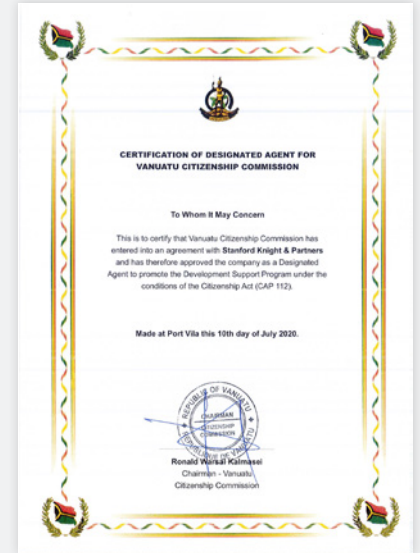 CERTIFICATION OF DESIGNATED AGENT FOR
VANUATU CITIZENSHIP COMMISSION
To Whom It May Concern
This is to certify that Vanuatu Citizenship Commission has
entered into an agreement with Stanford Knight & Partners
and has therefore approved the company as a Designated
Agent to promote the Development Support Program under the
conditions of the Citizenship Act (CAP 112).
Made at Port Vila this 10th day of July 2020.
REPUBLIC OF VANUATU
CHAIRMAN
CITIZENSHIP
COMMISSION
REPUBLIQUE DE VANUATU
Ronald Warsal Kalmasei
Chairman - Vanuatu
Citizenship Commission